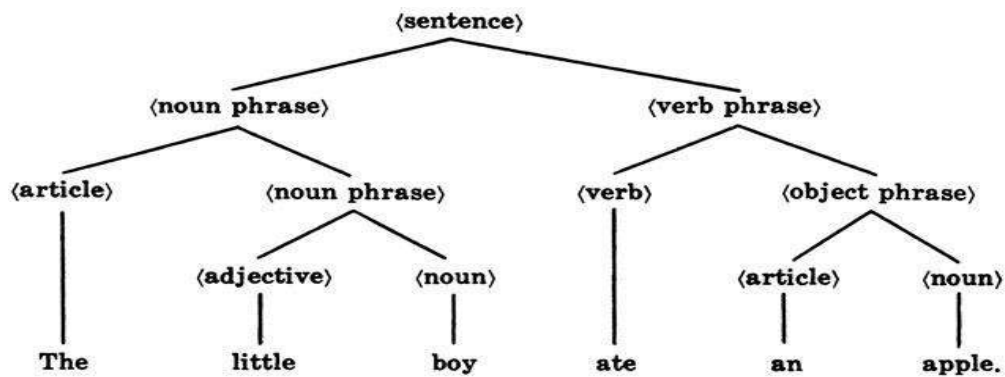 ⟨sentence⟩
⟨noun phrase⟩ ⟨verb phrase⟩
⟨article⟩ ⟨noun phrase⟩ ⟨verb⟩ ⟨object phrase⟩
⟨adjective⟩ ⟨noun⟩ ⟨article⟩ ⟨noun⟩
The little boy ate an apple.